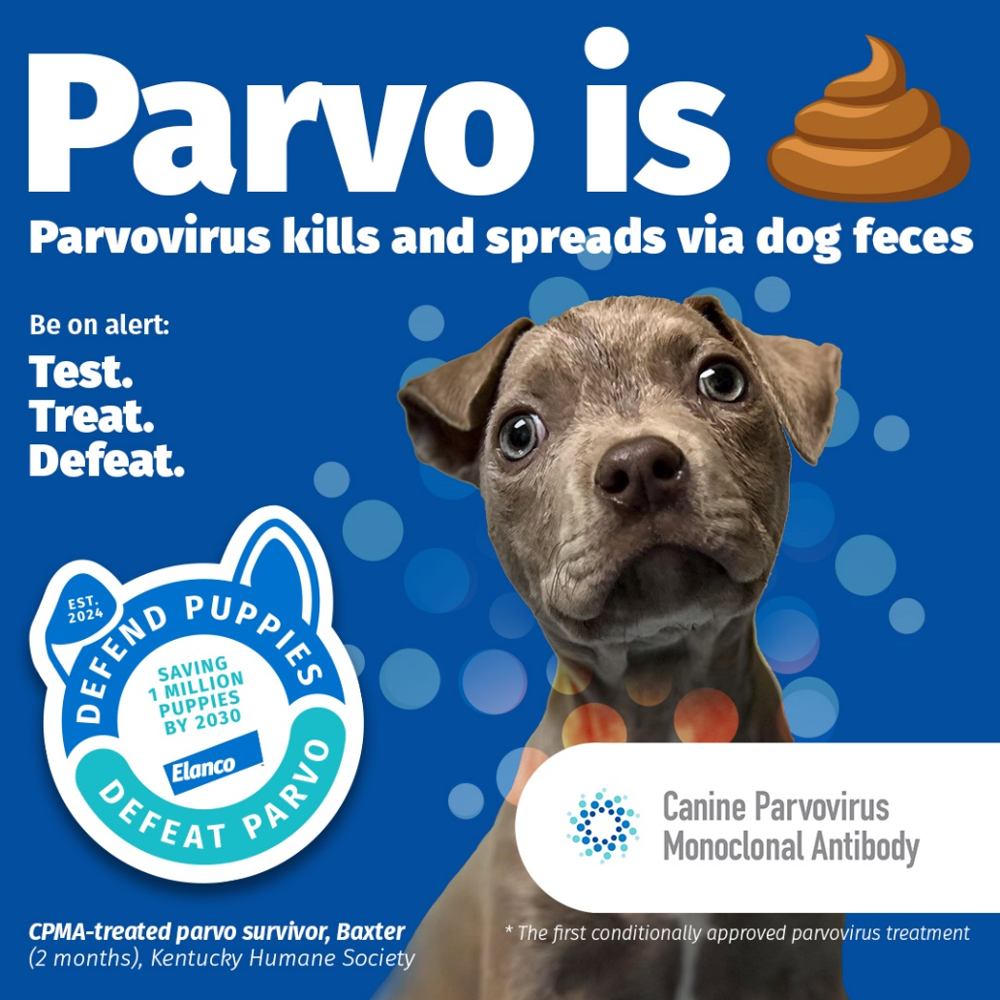 Parvo is
Parvovirus kills and spreads via dog feces
Be on alert:
Test.
Treat.
Defeat.
EST.
2024
DEFEND PUPPIES
SAVING
1 MILLION
PUPPIES
BY 2030
Elanco
DEFEAT PARVO
Canine Parvovirus
Monoclonal Antibody
CPMA-treated parvo survivor, Baxter
(2 months), Kentucky Humane Society
* The first conditionally approved parvovirus treatment